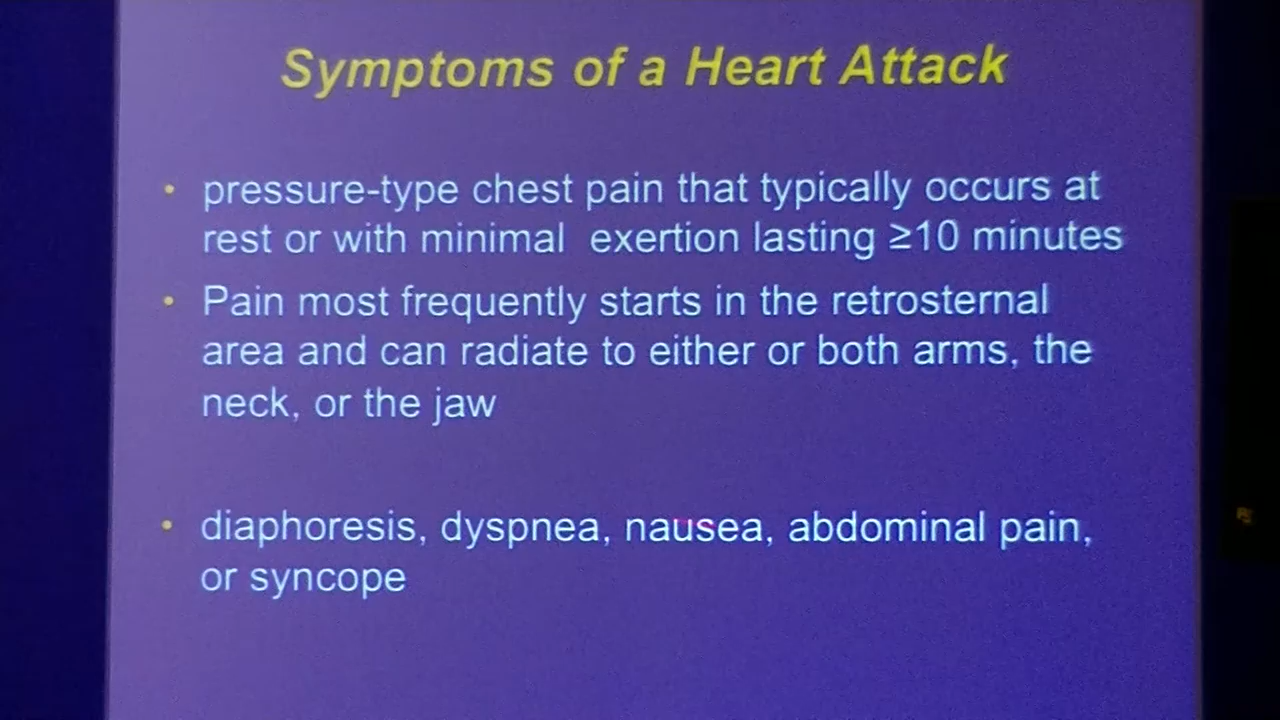 Symptoms of a Heart Attack
• pressure-type chest pain that typically occurs at
rest or with minimal exertion lasting ≥10 minutes
• Pain most frequently starts in the retrosternal
area and can radiate to either or both arms, the
neck, or the jaw
• diaphoresis, dyspnea, nausea, abdominal pain,
or syncope